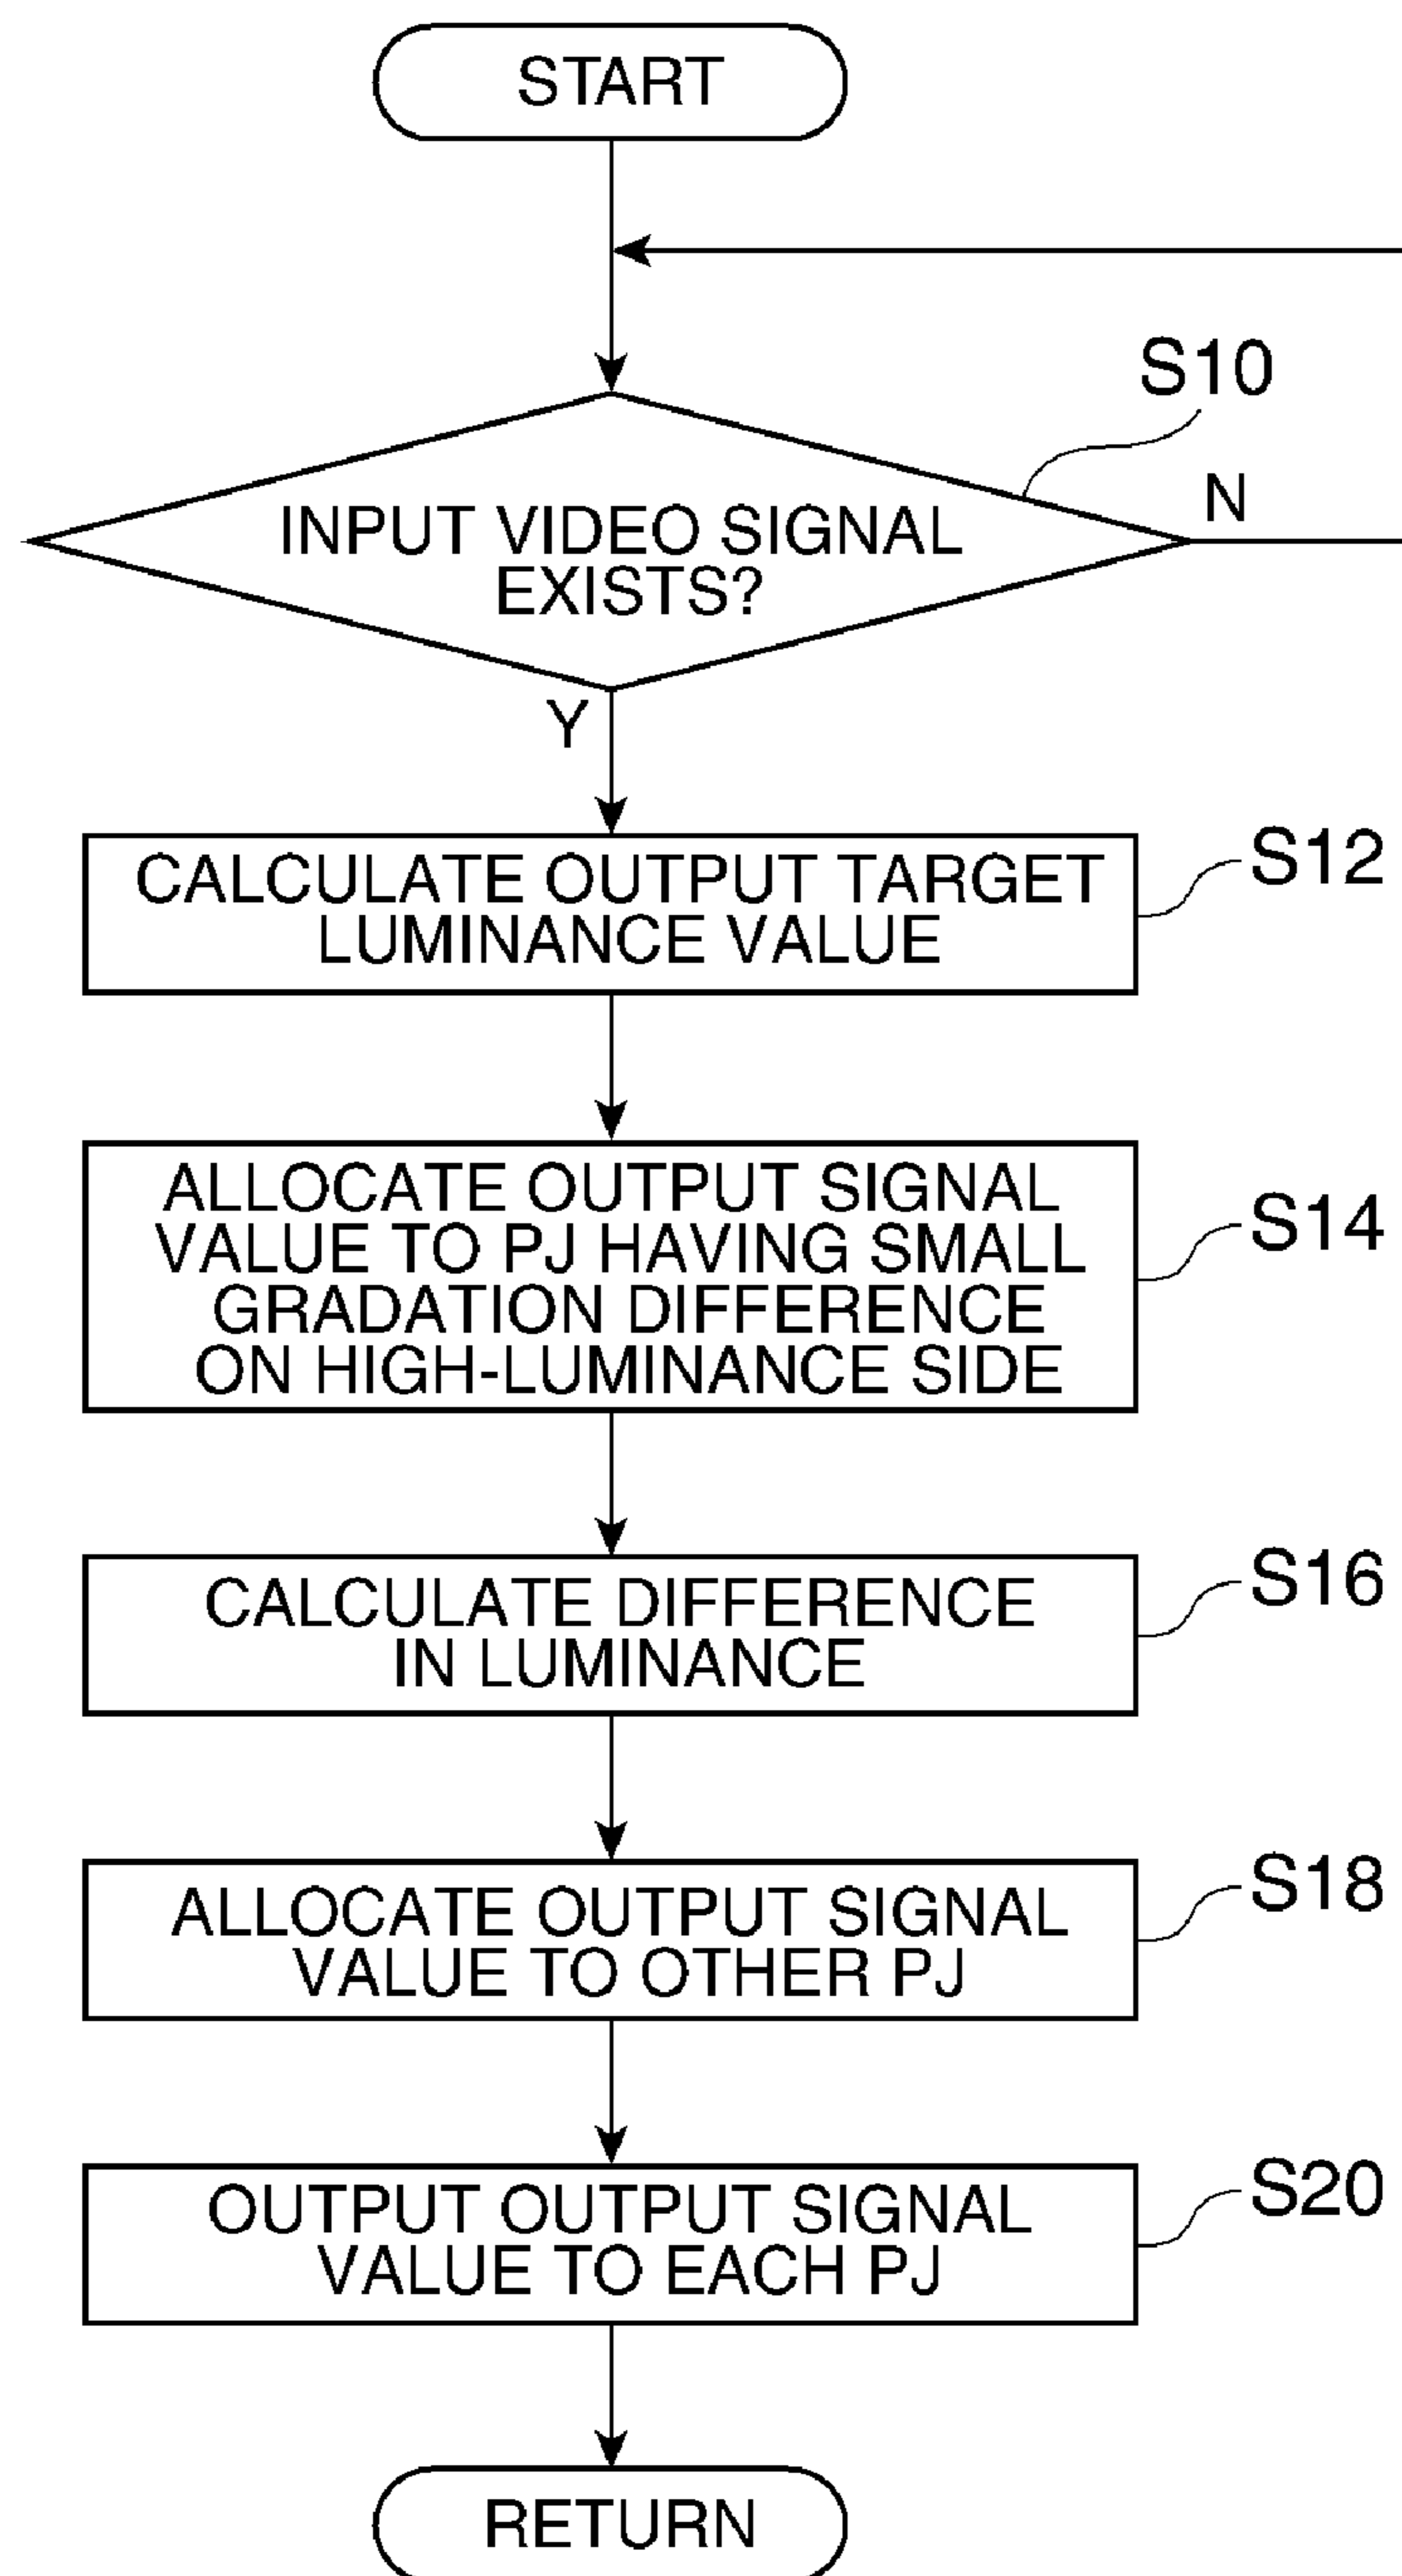 START
S10
N
INPUT VIDEO SIGNAL
EXISTS?
Y
CALCULATE OUTPUT TARGET
LUMINANCE VALUE
S12
ALLOCATE OUTPUT SIGNAL
VALUE TO PJ HAVING SMALL
GRADATION DIFFERENCE
ON HIGH-LUMINANCE SIDE
S14
CALCULATE DIFFERENCE
IN LUMINANCE
S16
ALLOCATE OUTPUT SIGNAL
VALUE TO OTHER PJ
S18
OUTPUT OUTPUT SIGNAL
VALUE TO EACH PJ
S20
RETURN